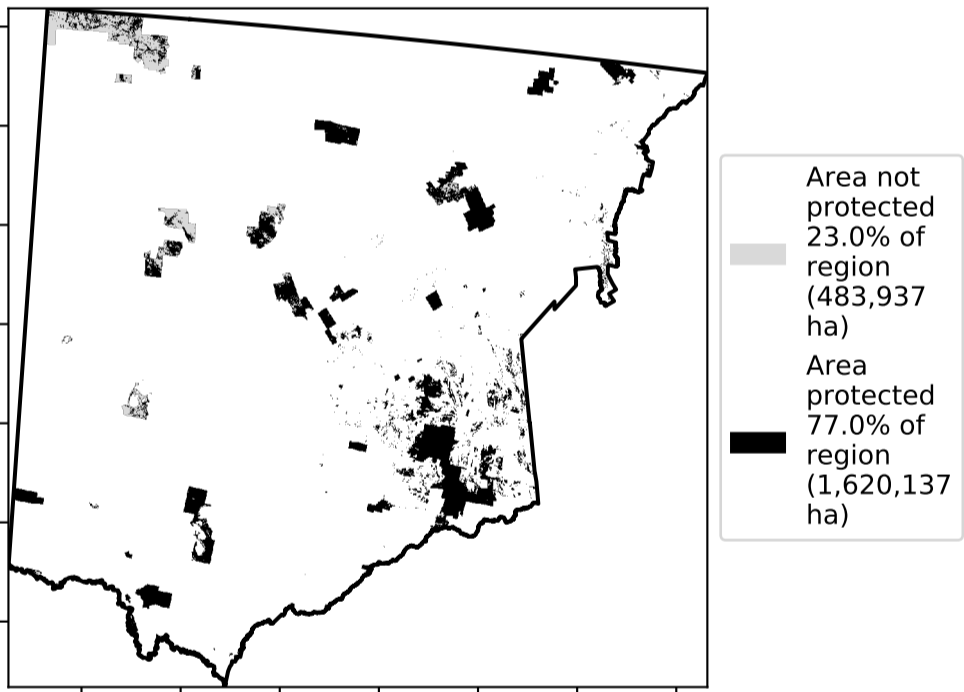 Area not
protected
23.0% of
region
(483,937
ha)
Area
protected
77.0% of
region
(1,620,137
ha)